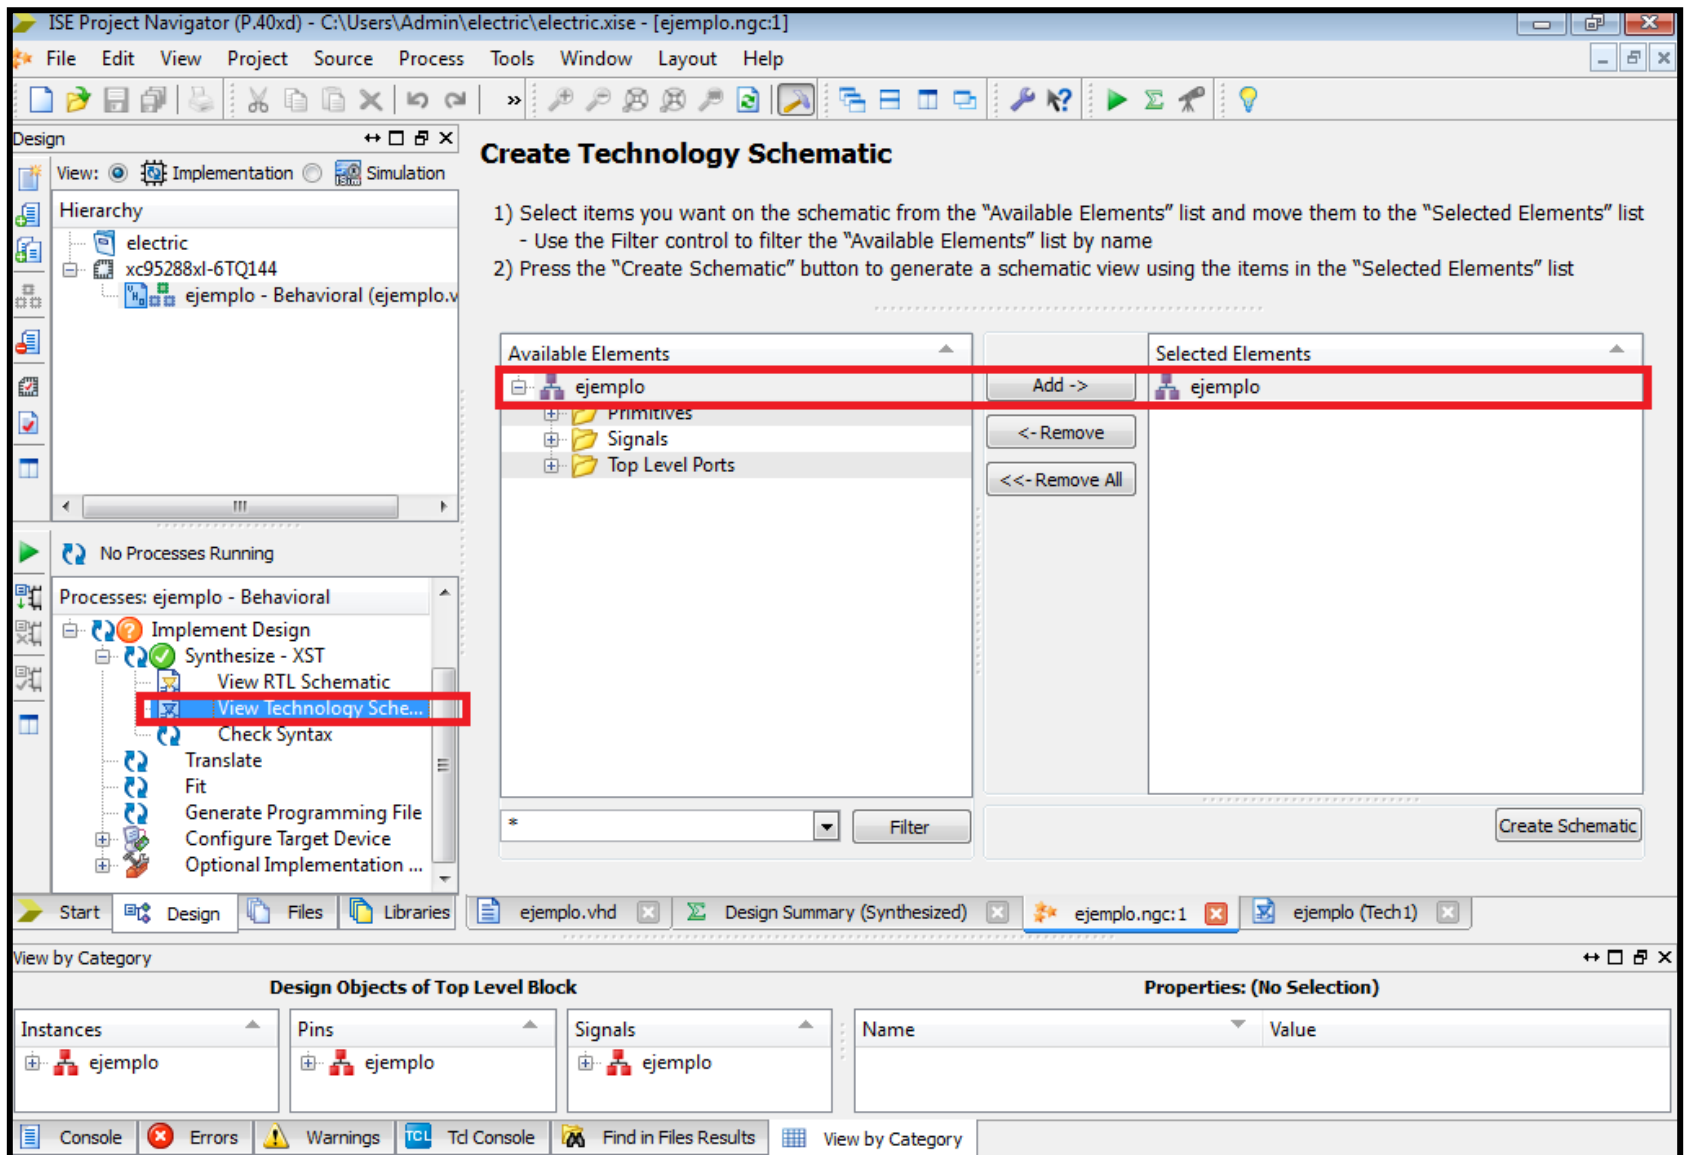 ISE Project Navigator (P.40xd) - C:\Users\Admin\electric\electric.xise - [ejemplo.ngc:1]
File Edit View Project Source Process Tools Window Layout Help
Design
View: Implementation Simulation
Hierarchy
electric
xc95288xl-6TQ144
ejemplo - Behavioral (ejemplo.v
No Processes Running
Processes: ejemplo - Behavioral
Implement Design
Synthesize - XST
View RTL Schematic
View Technology Sche...
Check Syntax
Translate
Fit
Generate Programming File
Configure Target Device
Optional Implementation ...
Start Design Files Libraries
Create Technology Schematic
1) Select items you want on the schematic from the "Available Elements" list and move them to the "Selected Elements" list
- Use the Filter control to filter the "Available Elements" list by name
2) Press the "Create Schematic" button to generate a schematic view using the items in the "Selected Elements" list
Available Elements
ejemplo
Primitives
Signals
Top Level Ports
Add ->
<- Remove
<<- Remove All
Selected Elements
ejemplo
* Filter
Create Schematic
ejemplo.vhd Σ Design Summary (Synthesized) ejemplo.ngc:1 ejemplo (Tech1)
View by Category
Design Objects of Top Level Block
Properties: (No Selection)
Instances Pins Signals Name Value
ejemplo ejemplo ejemplo
Console Errors Warnings TCL Tcl Console Find in Files Results View by Category